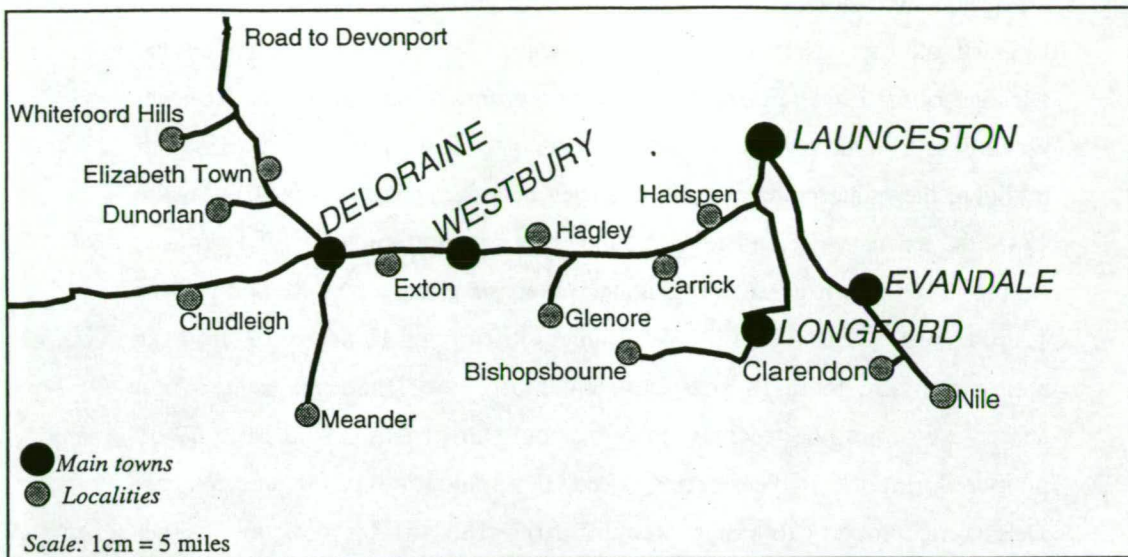 Road to Devonport
Whitefoord Hills
LAUNCESTON
Elizabeth Town
DELORAINE
WESTBURY
Hadspen
Dunorlan
Hagley
Exton
Carrick
EVANDALE
Chudleigh
Glenore
LONGFORD
Bishopsbourne
Clarendon
Nile
Meander
Main towns
Localities
Scale: 1cm = 5 miles